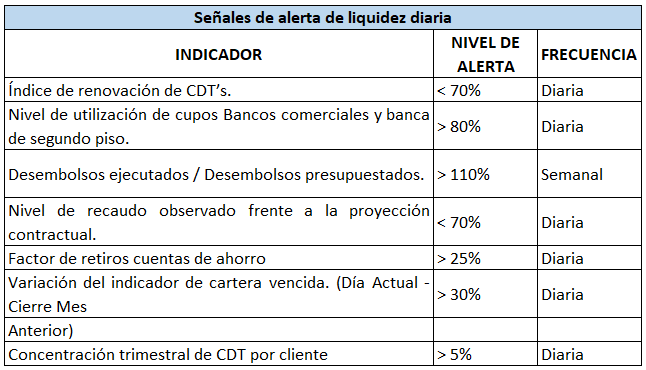 Señales de alerta de liquidez diaria
INDICADOR NIVEL DE ALERTA FRECUENCIA
Índice de renovación de CDT's. < 70% Diaria
Nivel de utilización de cupos Bancos comerciales y banca
de segundo piso. > 80% Diaria
Desembolsos ejecutados / Desembolsos presupuestados. > 110% Semanal
Nivel de recaudo observado frente a la proyección
contractual. < 70% Diaria
Factor de retiros cuentas de ahorro > 25% Diaria
Variación del indicador de cartera vencida. (Día Actual -
Cierre Mes > 30% Diaria
Anterior)
Concentración trimestral de CDT por cliente > 5% Diaria